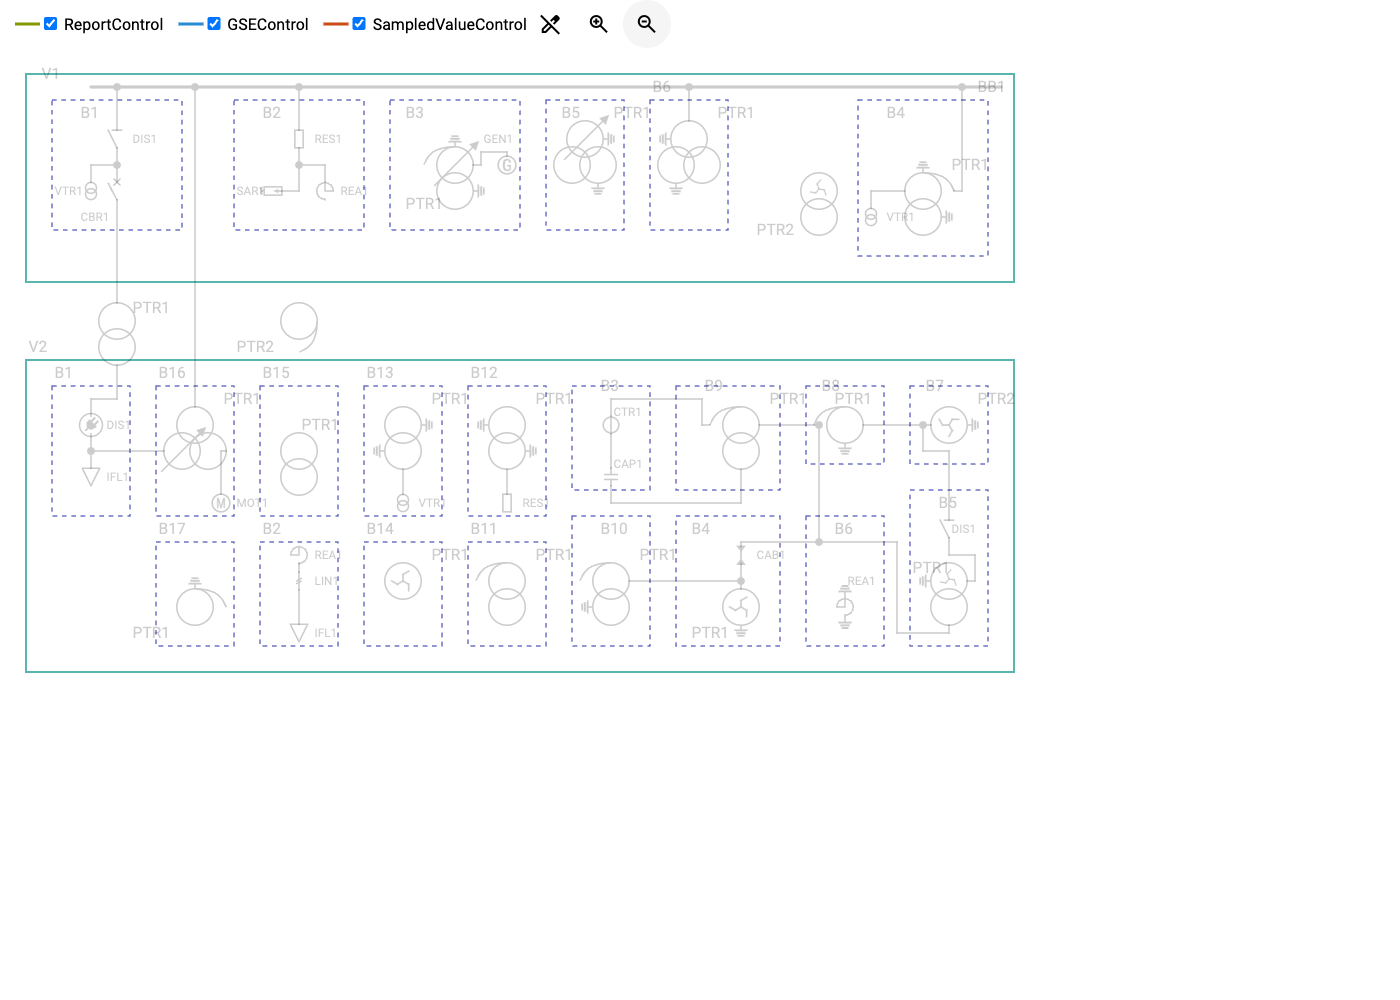 ReportControl GSEControl SampledValueControl
V1
B6 BB1
B1 B2 B3 B5 PTR1 PTR1 B4
DIS1 RES1 GEN1
G
PTR1
VTR1 SAR1 REA1
PTR1
CBR1 VTR1
PTR2
PTR1
V2 PTR2
B1 B16 B15 B13 B12 B3 B9 B8 B7
PTR1 PTR1 PTR1 PTR1 PTR1 PTR2
CTR1
DIS1 PTR1
CAP1
IFL1
M MOT1 VTR1 RES1 B5
B17 B2 B14 B11 B10 B4 B6 DIS1
REA1 PTR1 PTR1 PTR1 CAB1
PTR1
LIN1 REA1
PTR1 IFL1 PTR1